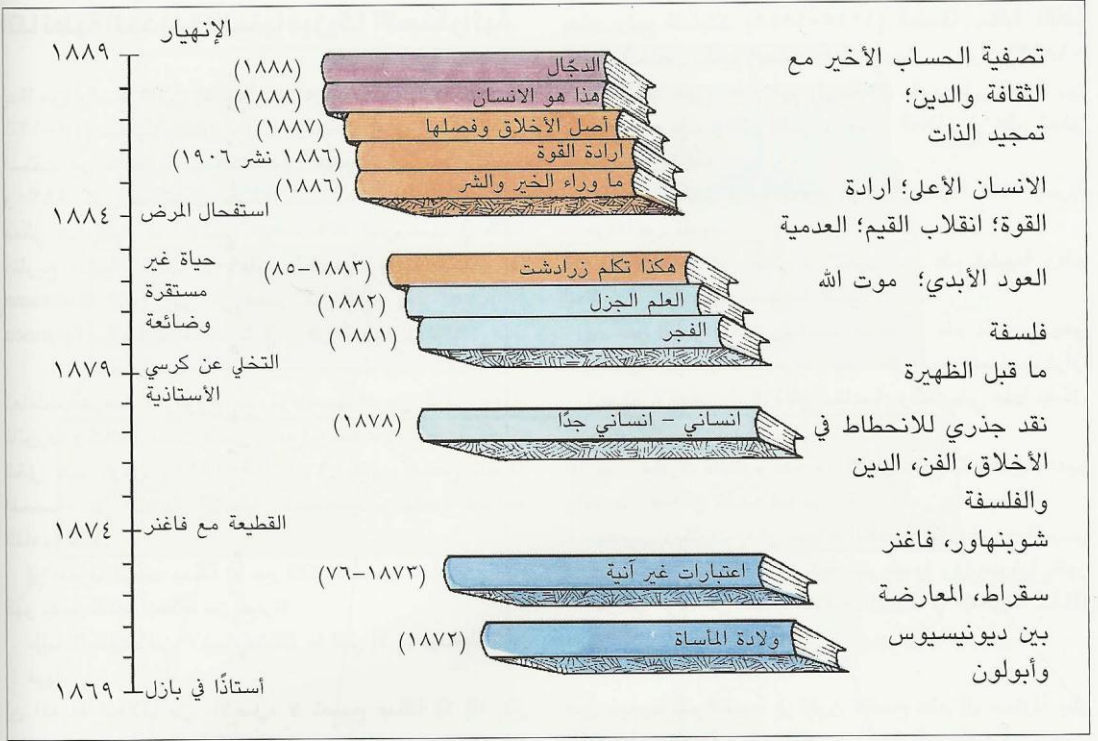 تصفية الحساب الأخير مع
الثقافة والدين؛
تمجيد الذات
الانسان الأعلى؛ ارادة
القوة؛ انقلاب القيم؛ العدمية
العود الأبدي؛ موت الله
فلسفة
ما قبل الظهيرة
نقد جذري للانحطاط في
الأخلاق، الفن، الدين
والفلسفة
شوبنهاور، فاغنر
سقراط، المعارضة
بين ديونيسيوس
وأبولون
الدجّال (١٨٨٨)
هذا هو الانسان (١٨٨٨)
أصل الأخلاق وفصلها (١٨٨٧)
ارادة القوة (١٨٨٦ نشر ١٩٠٦)
ما وراء الخير والشر (١٨٨٦)
هكذا تكلم زرادشت (١٨٨٣–٨٥)
العلم الجزل (١٨٨٢)
الفجر (١٨٨١)
انساني – انساني جدًا (١٨٧٨)
اعتبارات غير آنية (١٨٧٣–٧٦)
ولادة المأساة (١٨٧٢)
الإنهيار
١٨٨٩
استفحال المرض
١٨٨٤
حياة غير
مستقرة
وضائعة
التخلي عن كرسي
الأستاذية
١٨٧٩
القطيعة مع فاغنر
١٨٧٤
أستاذًا في بازل
١٨٦٩